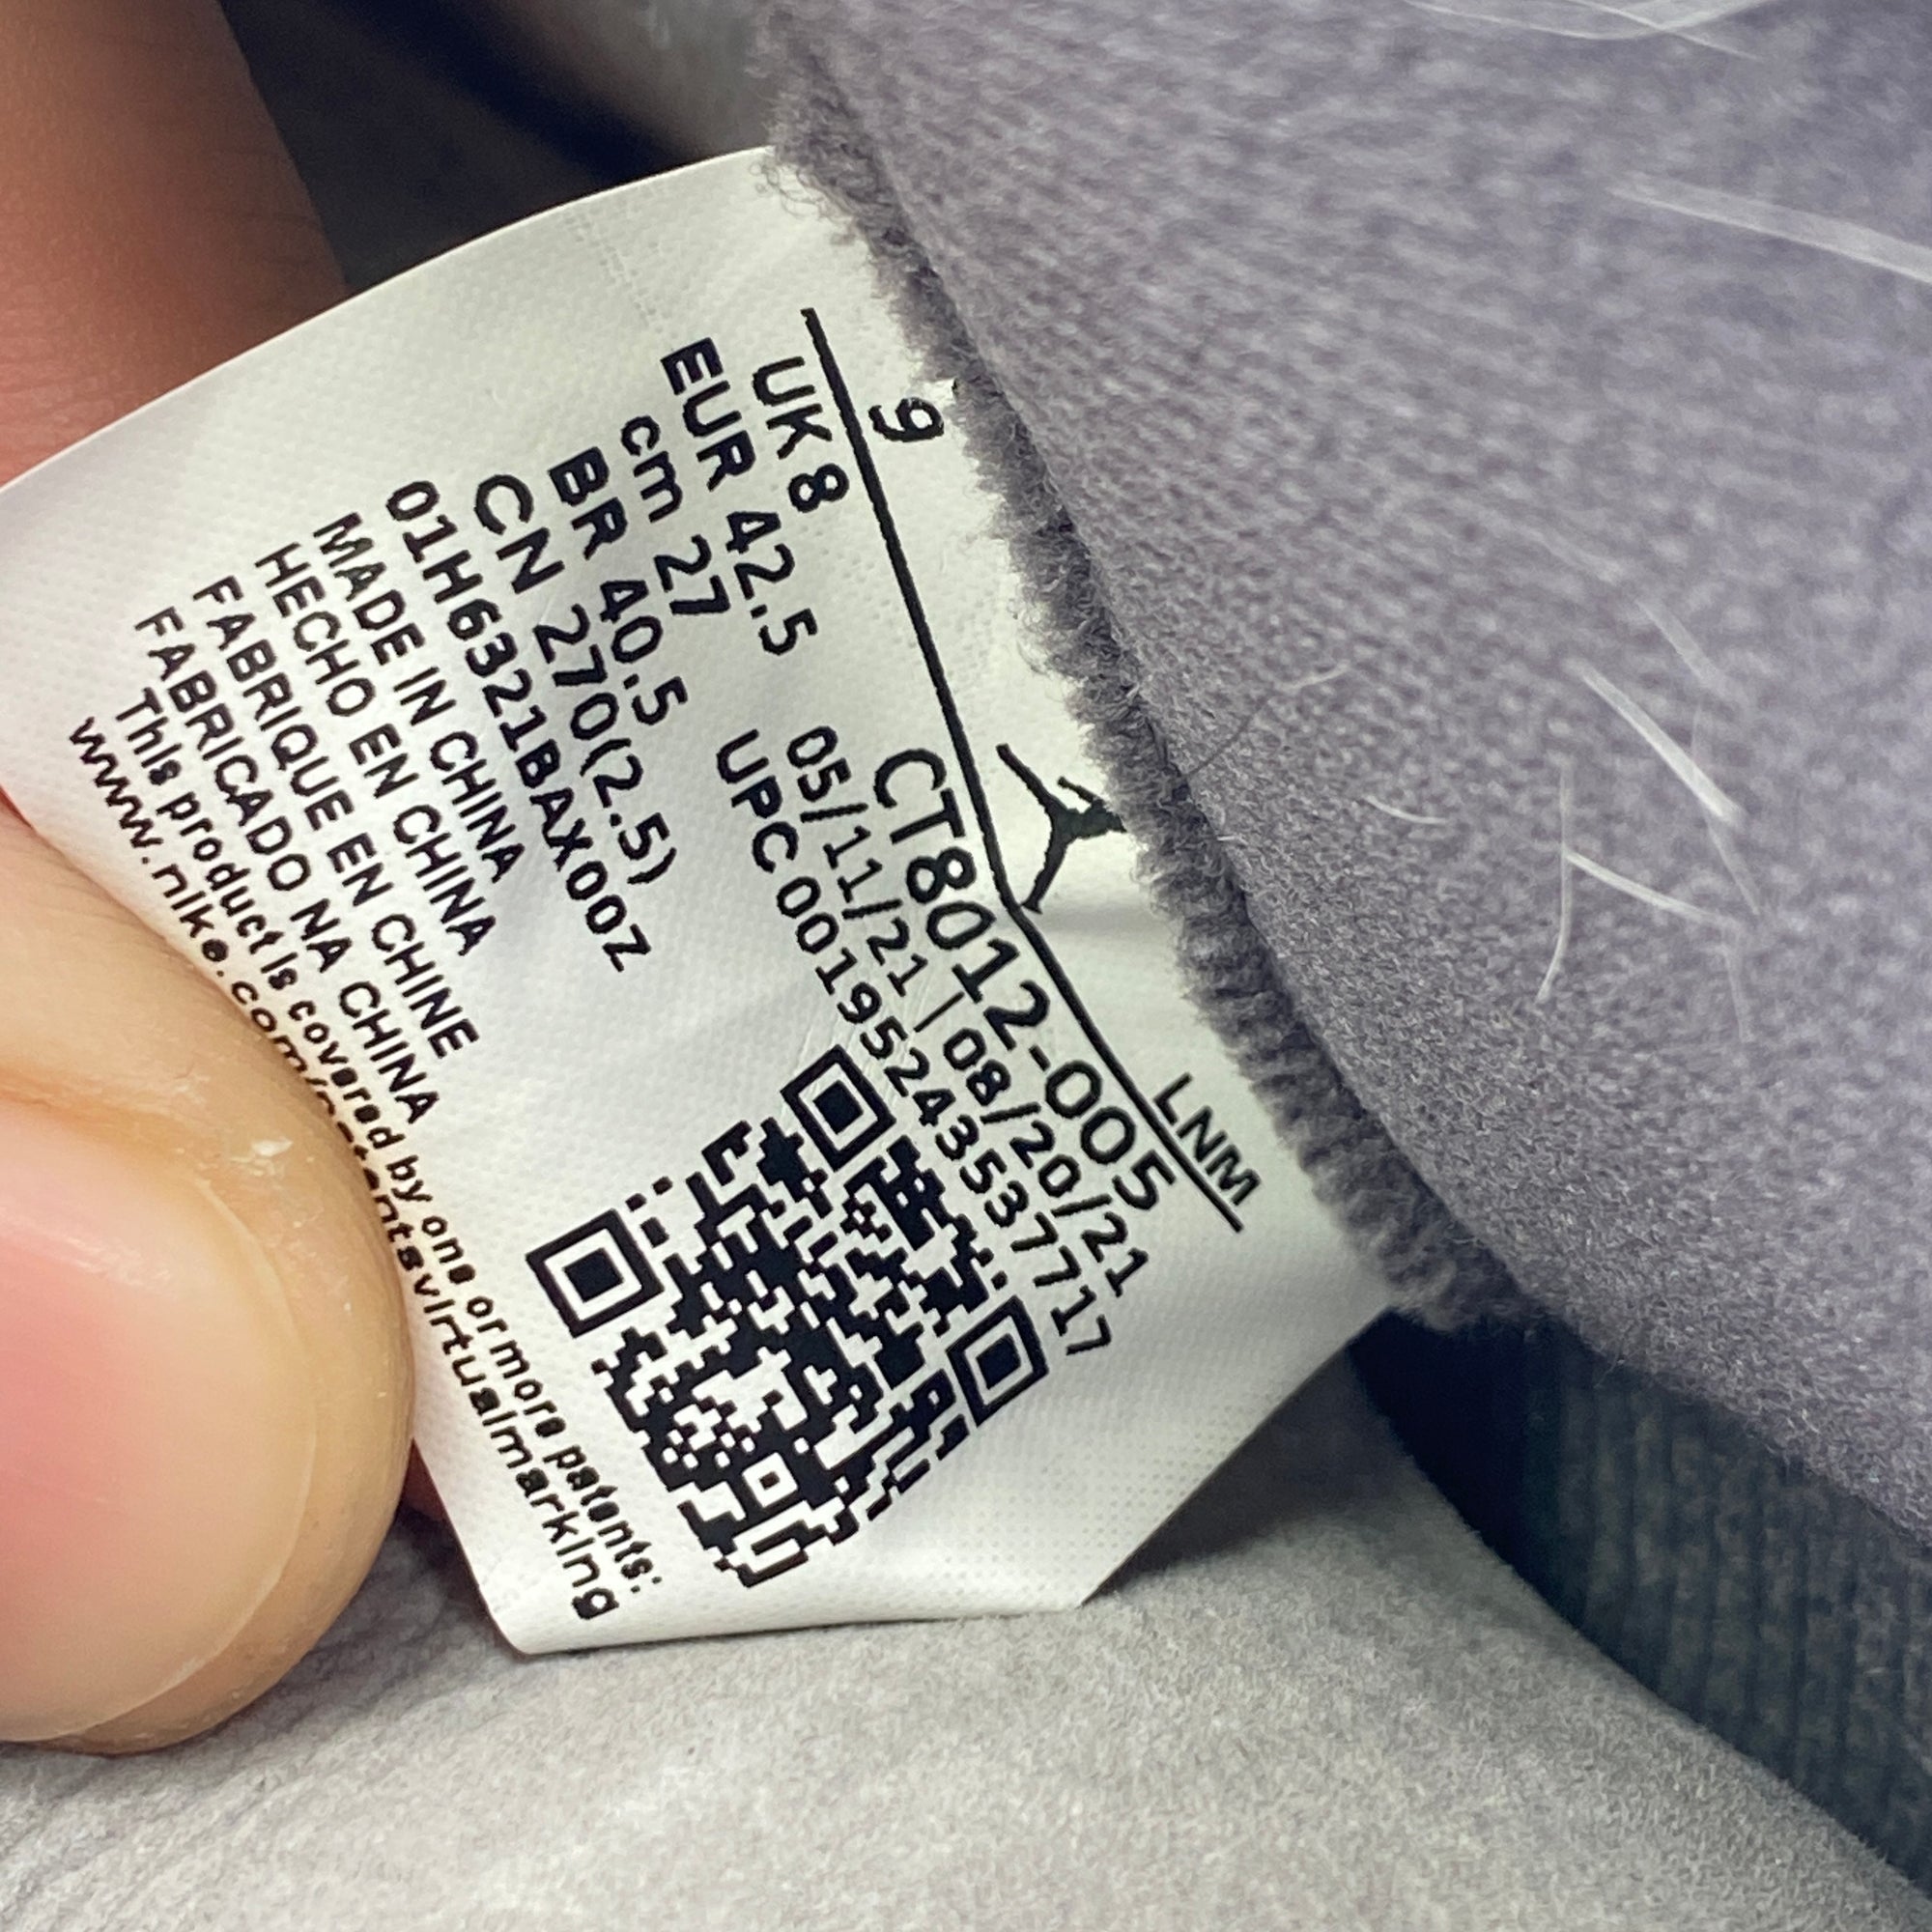 9
LNM
UK 8
CT8012-005
EUR 42.5
05/11/21 | 08/20/21
cm 27
UPC 00195243537717
BR 40.5
CN 270(2.5)
01H6321BAX00Z
MADE IN CHINA
HECHO EN CHINA
FABRIQUE EN CHINE
FABRICADO NA CHINA
This product is covered by one or more patents:
www.nike.com/patentsvirtualmarking